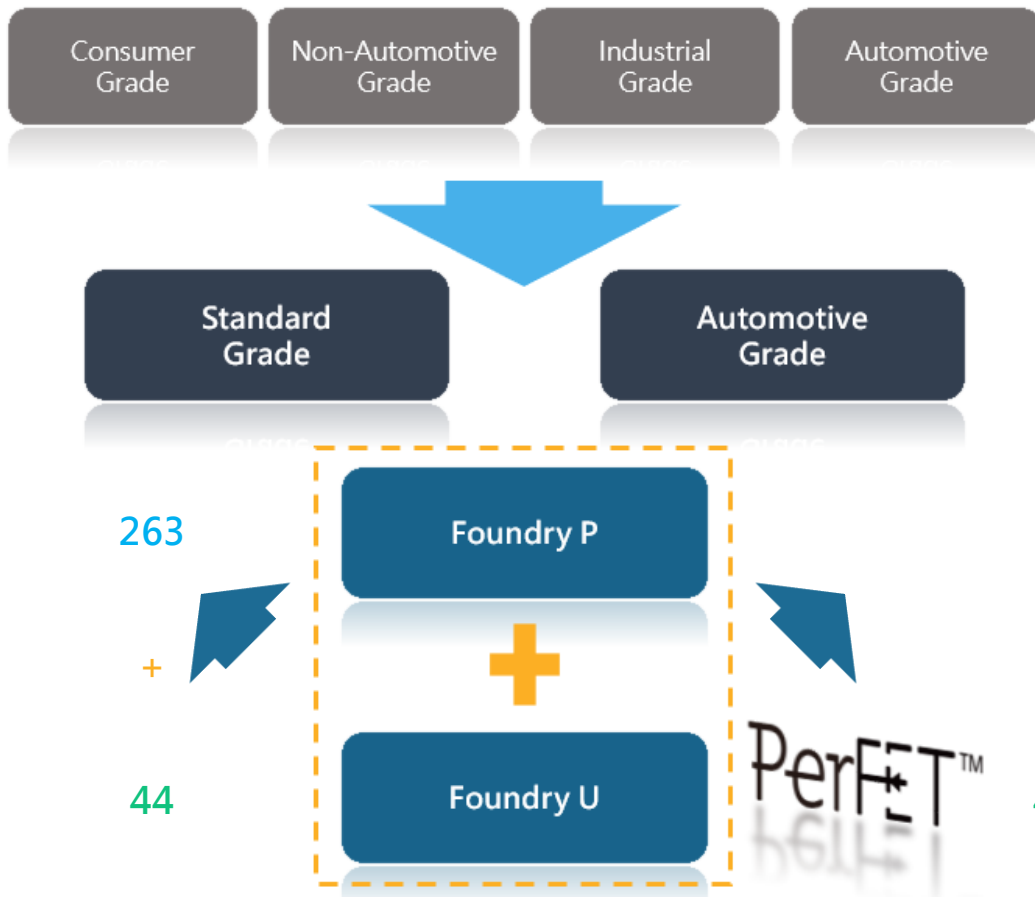 Consumer
Grade
Non-Automotive
Grade
Industrial
Grade
Automotive
Grade
Standard
Grade
Automotive
Grade
263
Foundry P
+
44
Foundry U
PerFET™